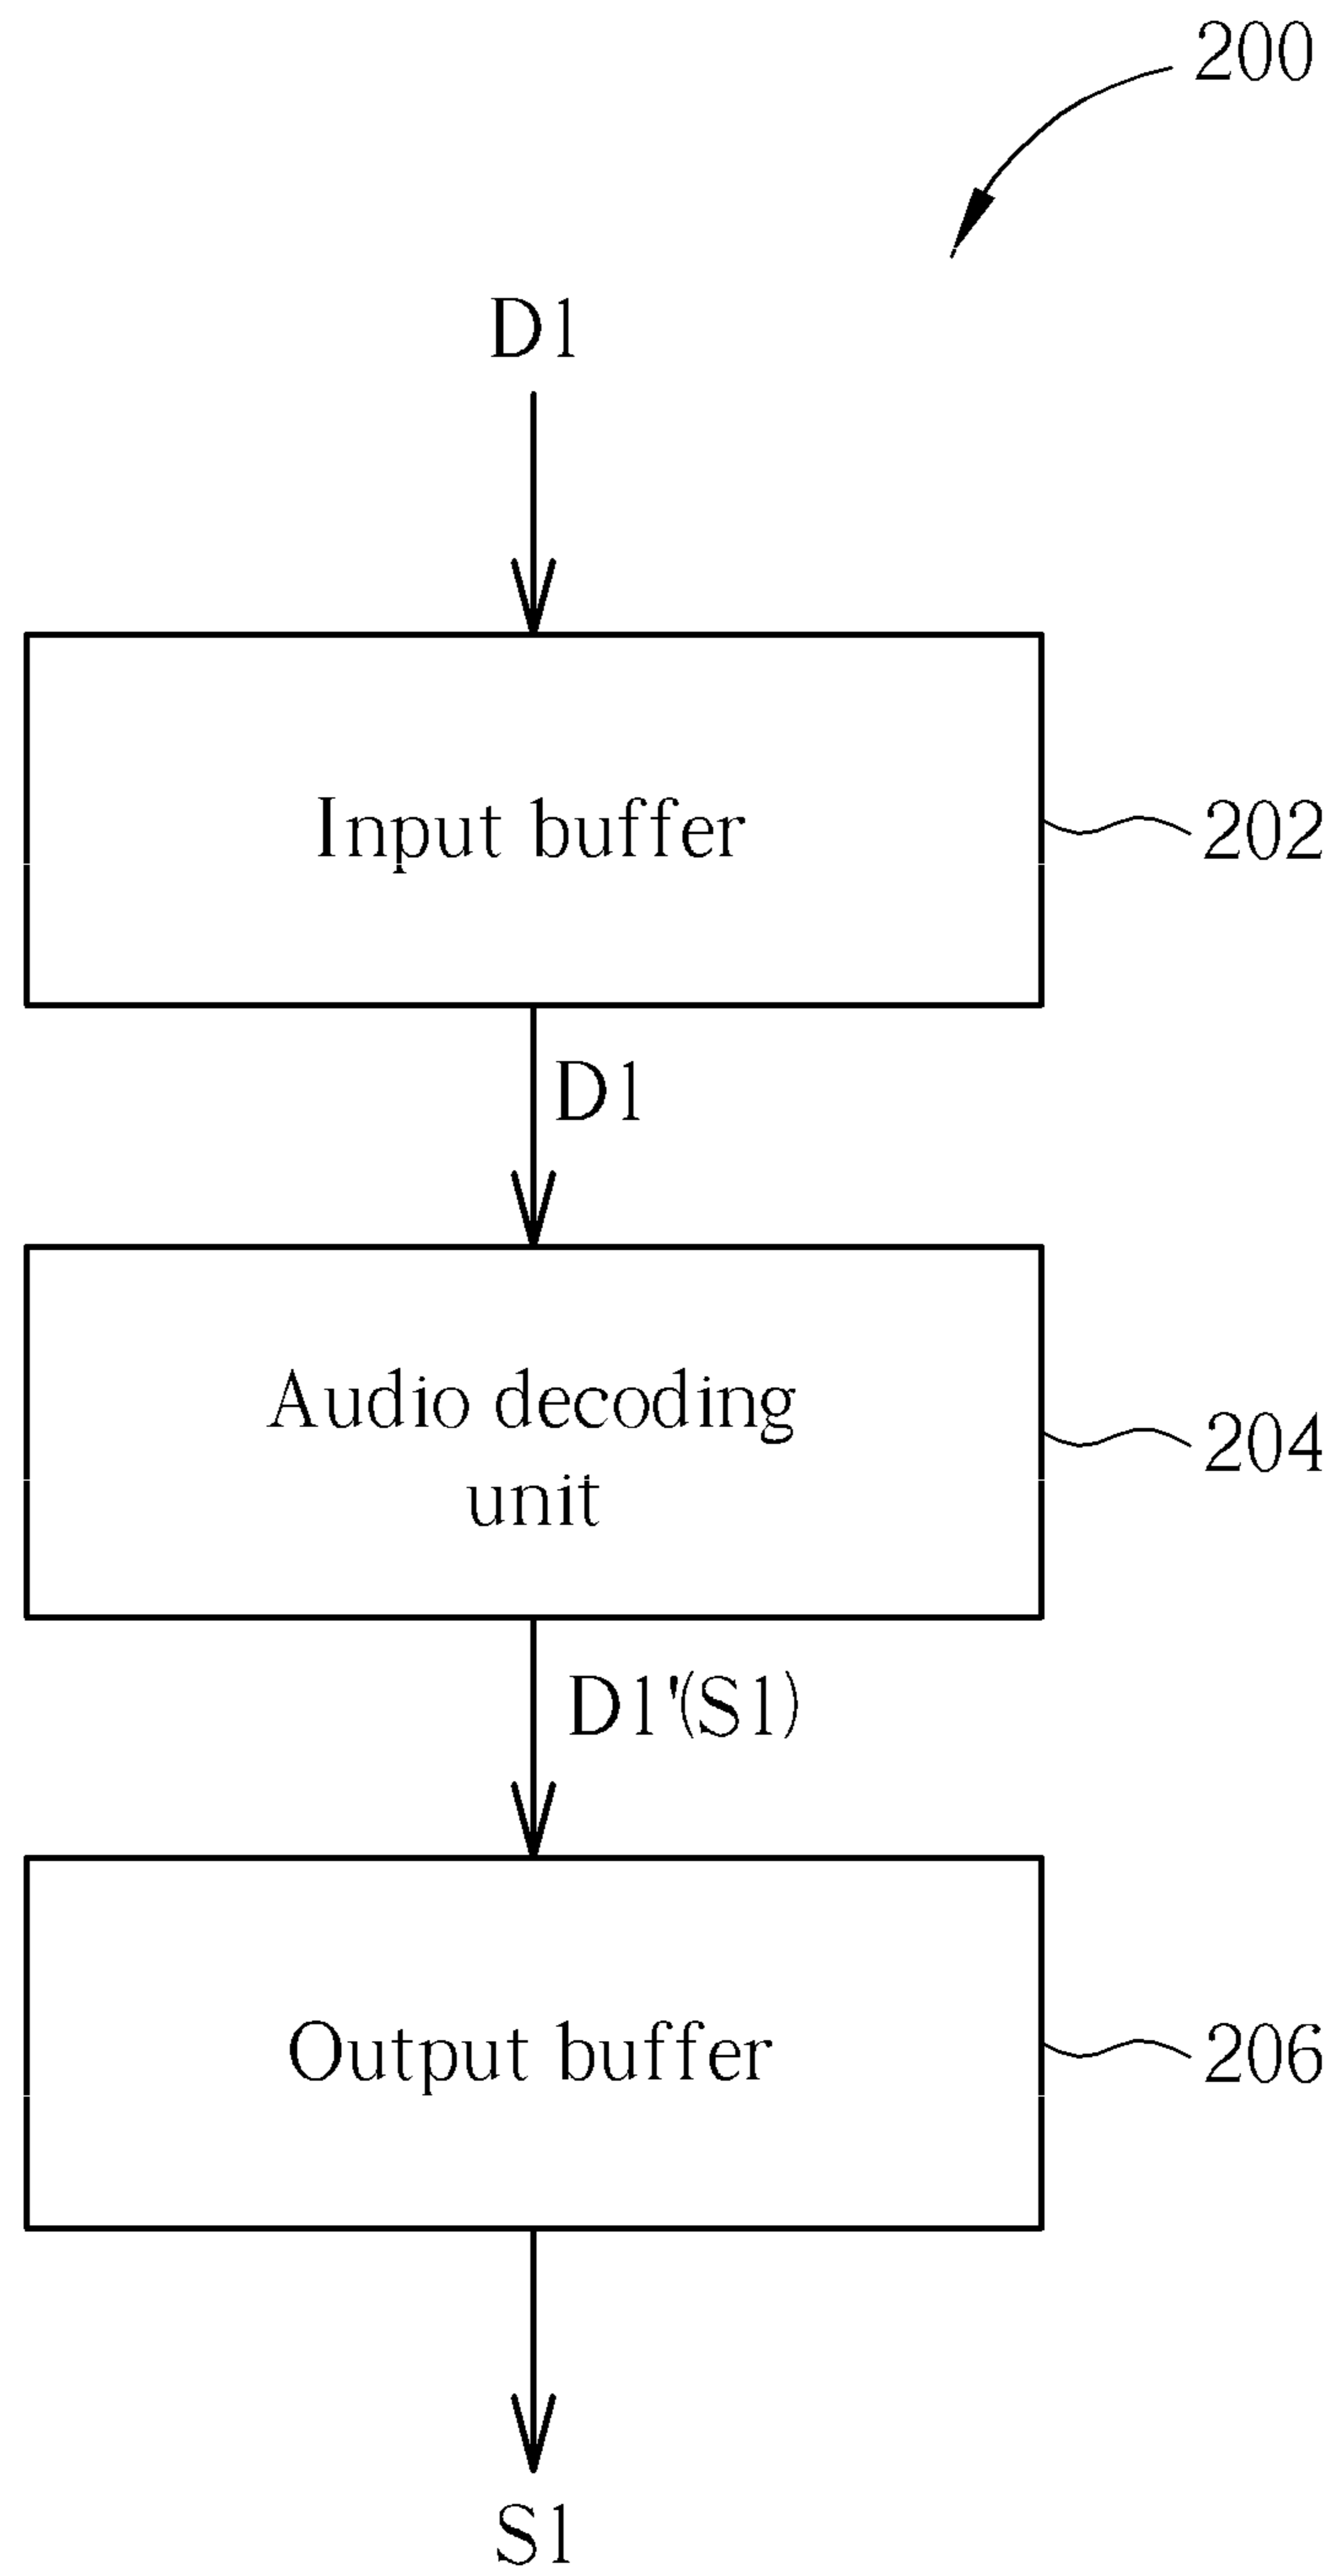 200
D1
Input buffer
202
D1
Audio decoding
unit
204
D1'(S1)
Output buffer
206
S1